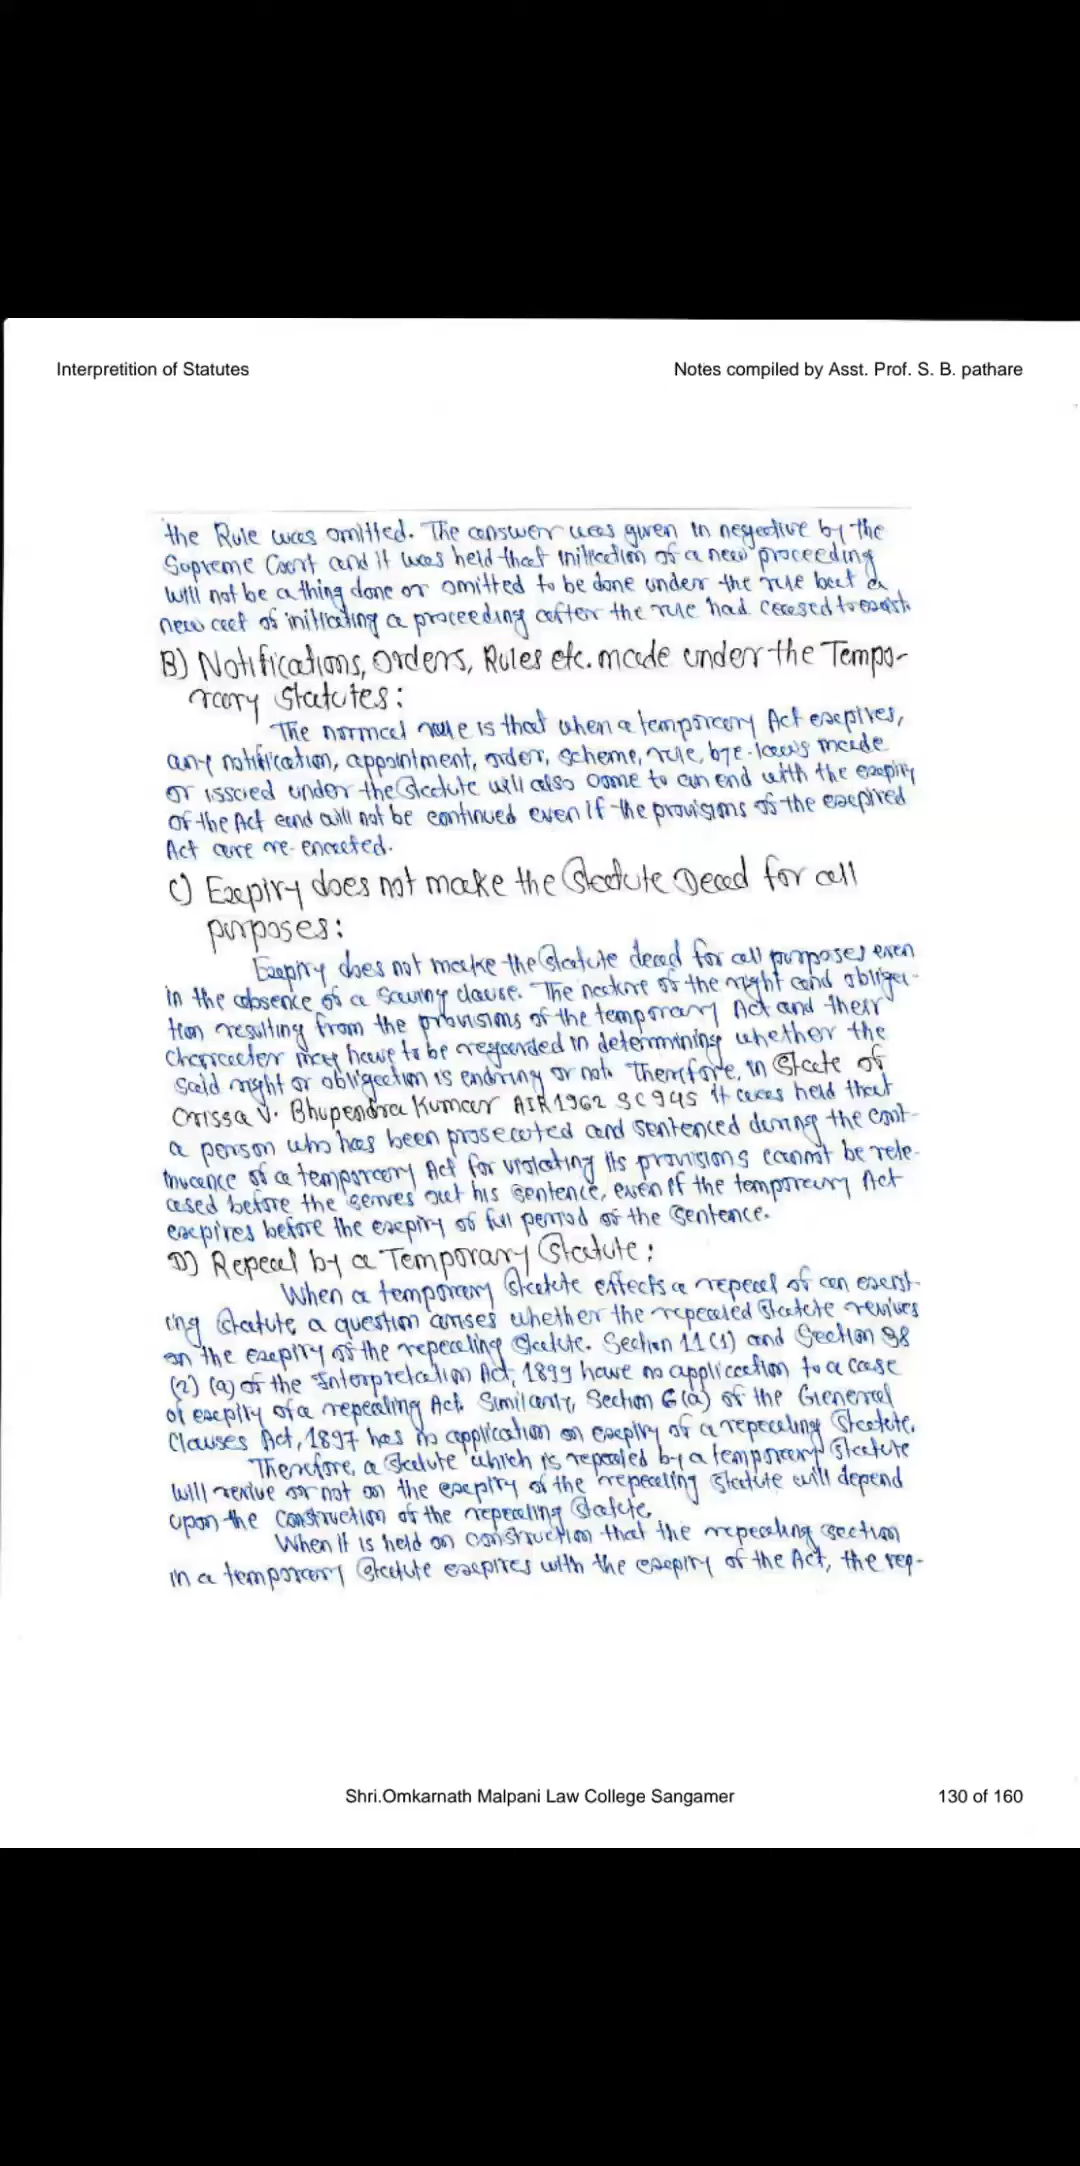 Interpretition of Statutes
Notes compiled by Asst. Prof. S. B. pathare
the Rule was omitted. The answer was given in negative by the
Supreme Court and it was held that initiation of a new proceeding
will not be a thing done or omitted to be done under the rule but a
new act of initiating a proceeding after the rule had ceased to exist.
B) Notifications, Orders, Rules etc. made under the Tempo-
rary Statutes:
The normal rule is that when a temporary Act expires,
any notification, appointment, order, scheme, rule, bye-laws made
or issued under the Statute will also come to an end with the expiry
of the Act and will not be continued even if the provisions of the expired
Act are re-enacted.
C) Expiry does not make the Statute Dead for all
purposes:
Expiry does not make the Statute dead for all purposes even
in the absence of a saving clause. The nature of the right and obliga-
tion resulting from the provisions of the temporary Act and their
character may have to be regarded in determining whether the
said right or obligation is enduring or not. Therefore, in State of
Orissa V. Bhupendra Kumar AIR 1962 SC 945 it was held that
a person who has been prosecuted and sentenced during the cont-
inuance of a temporary Act for violating its provisions cannot be rele-
ased before the serves out his sentence, even if the temporary Act
expires before the expiry of full period of the sentence.
D) Repeal by a Temporary Statute:
When a temporary Statute effects a repeal of an exist-
ing Statute a question arises whether the repealed Statute revives
on the expiry of the repealing Statute. Section 11(1) and Section 38
(2) (a) of the Interpretation Act, 1899 have no application to a case
of expiry of a repealing Act. Similarly, Section 6(a) of the General
Clauses Act, 1897 has no application on expiry of a repealing Statute.
Therefore, a Statute which is repealed by a temporary Statute
will revive or not on the expiry of the repealing Statute will depend
upon the construction of the repealing Statute.
When it is held on construction that the repealing section
in a temporary Statute expires with the expiry of the Act, the rep-
Shri.Omkarnath Malpani Law College Sangamer
130 of 160